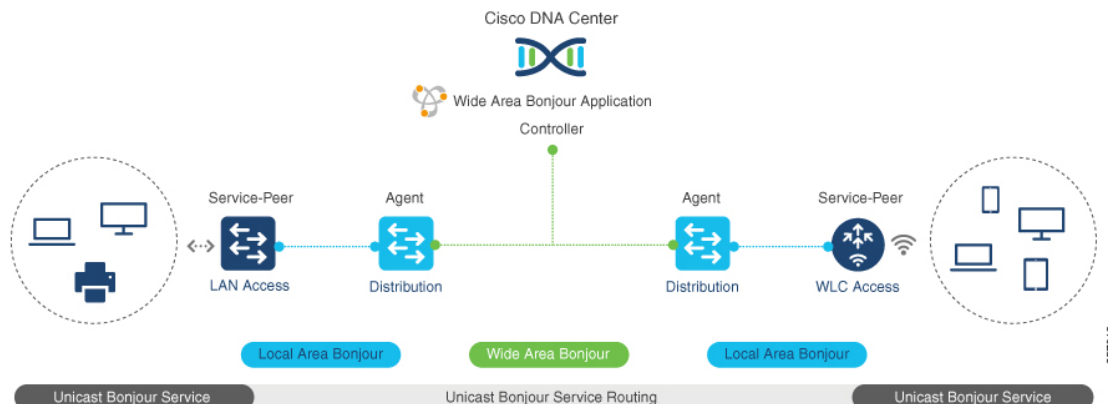 Cisco DNA Center
Wide Area Bonjour Application
Controller
Service-Peer
Agent
Agent
Service-Peer
LAN Access
Distribution
Distribution
WLC Access
Local Area Bonjour
Wide Area Bonjour
Local Area Bonjour
Unicast Bonjour Service
Unicast Bonjour Service Routing
Unicast Bonjour Service